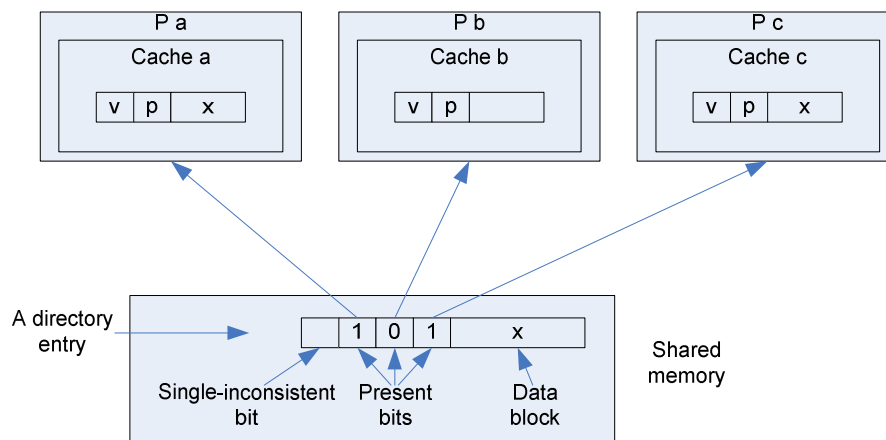 P a
Cache a
v p x
P b
Cache b
v p
P c
Cache c
v p x
A directory
entry
1 0 1 x
Single-inconsistent
bit
Present
bits
Data
block
Shared
memory